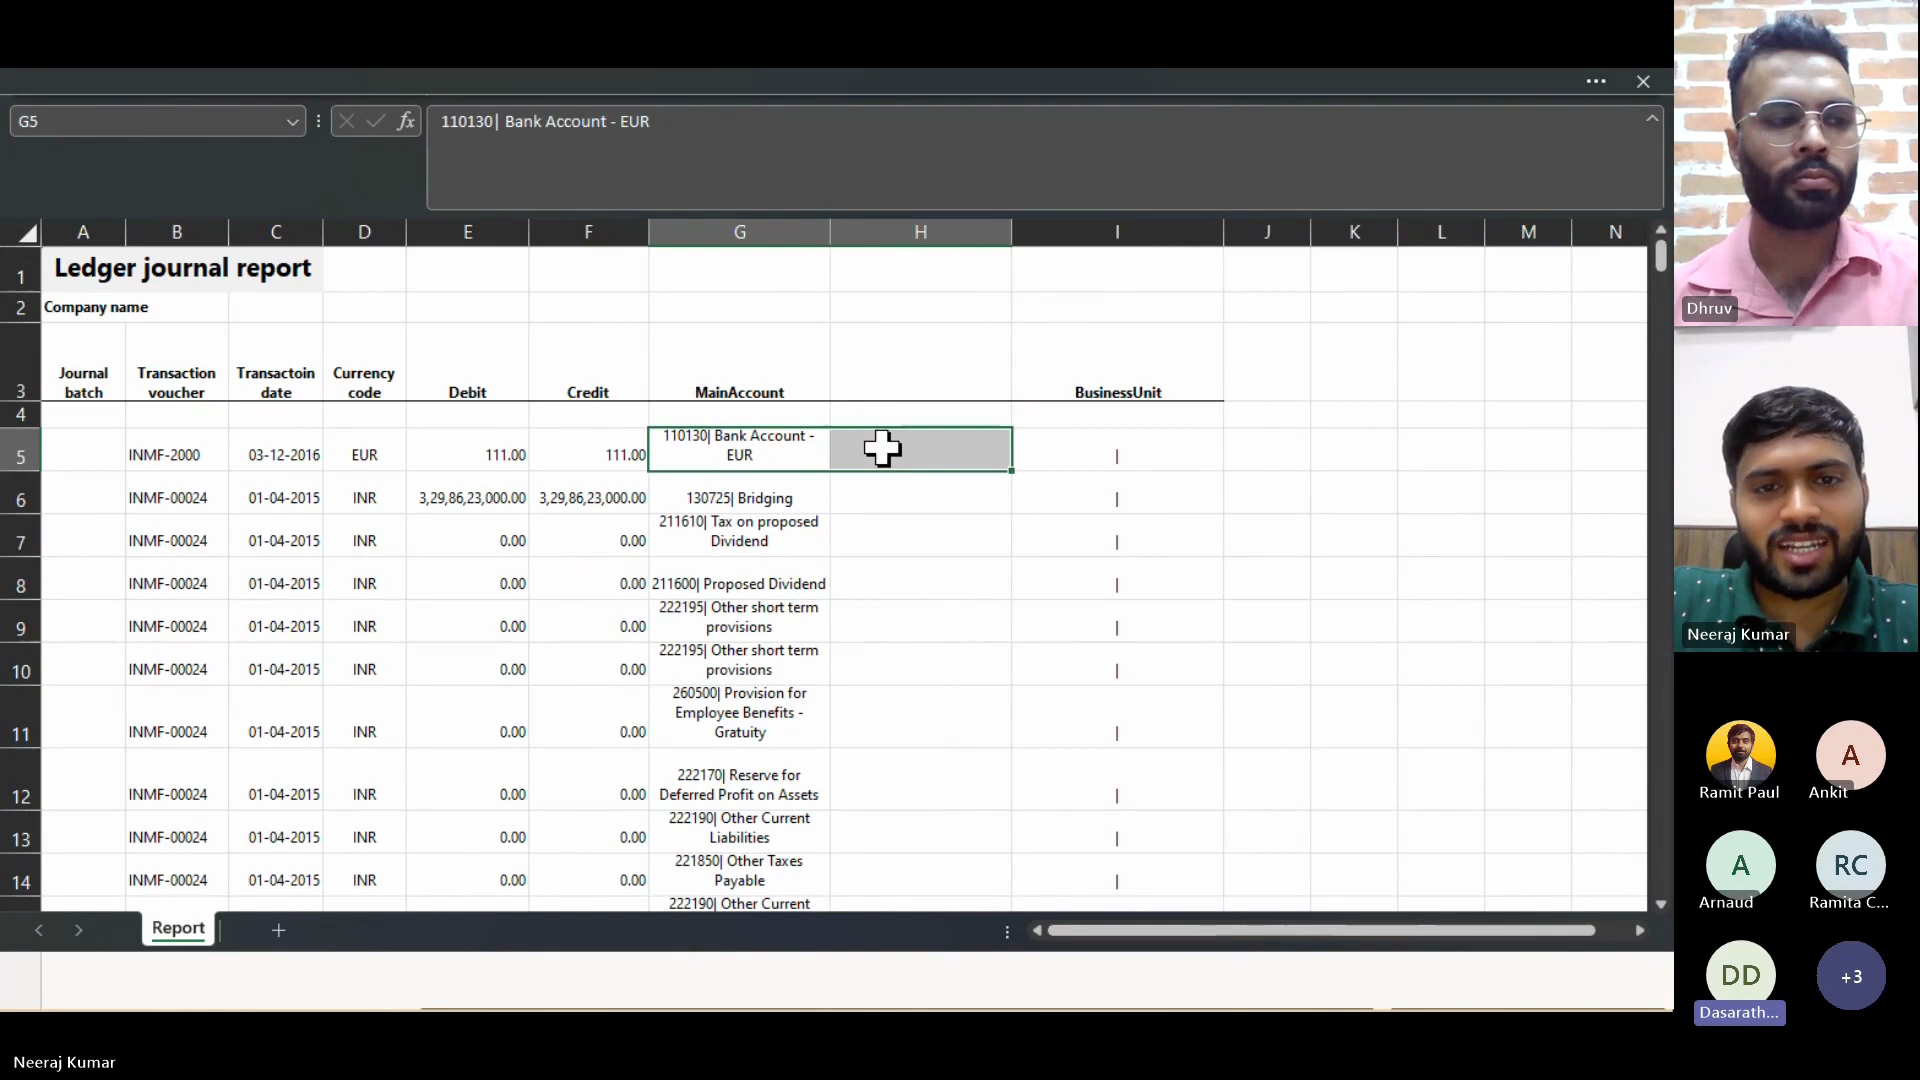 G5
fx
110130| Bank Account - EUR
A B C D E F G H I J K L M N
1 Ledger journal report
2 Company name
3 Journal batch Transaction voucher Transactoin date Currency code Debit Credit MainAccount BusinessUnit
4
5 INMF-2000 03-12-2016 EUR 111.00 111.00 110130| Bank Account - EUR |
6 INMF-00024 01-04-2015 INR 3,29,86,23,000.00 3,29,86,23,000.00 130725| Bridging |
7 INMF-00024 01-04-2015 INR 0.00 0.00 211610| Tax on proposed Dividend |
8 INMF-00024 01-04-2015 INR 0.00 0.00 211600| Proposed Dividend |
9 INMF-00024 01-04-2015 INR 0.00 0.00 222195| Other short term provisions |
10 INMF-00024 01-04-2015 INR 0.00 0.00 222195| Other short term provisions |
11 INMF-00024 01-04-2015 INR 0.00 0.00 260500| Provision for Employee Benefits - Gratuity |
12 INMF-00024 01-04-2015 INR 0.00 0.00 222170| Reserve for Deferred Profit on Assets |
13 INMF-00024 01-04-2015 INR 0.00 0.00 222190| Other Current Liabilities |
14 INMF-00024 01-04-2015 INR 0.00 0.00 221850| Other Taxes Payable |
222190| Other Current
Report
Dhruv
Neeraj Kumar
Ramit Paul
A
Ankit
A
Arnaud
RC
Ramita C...
DD
Dasarath...
+3
Neeraj Kumar